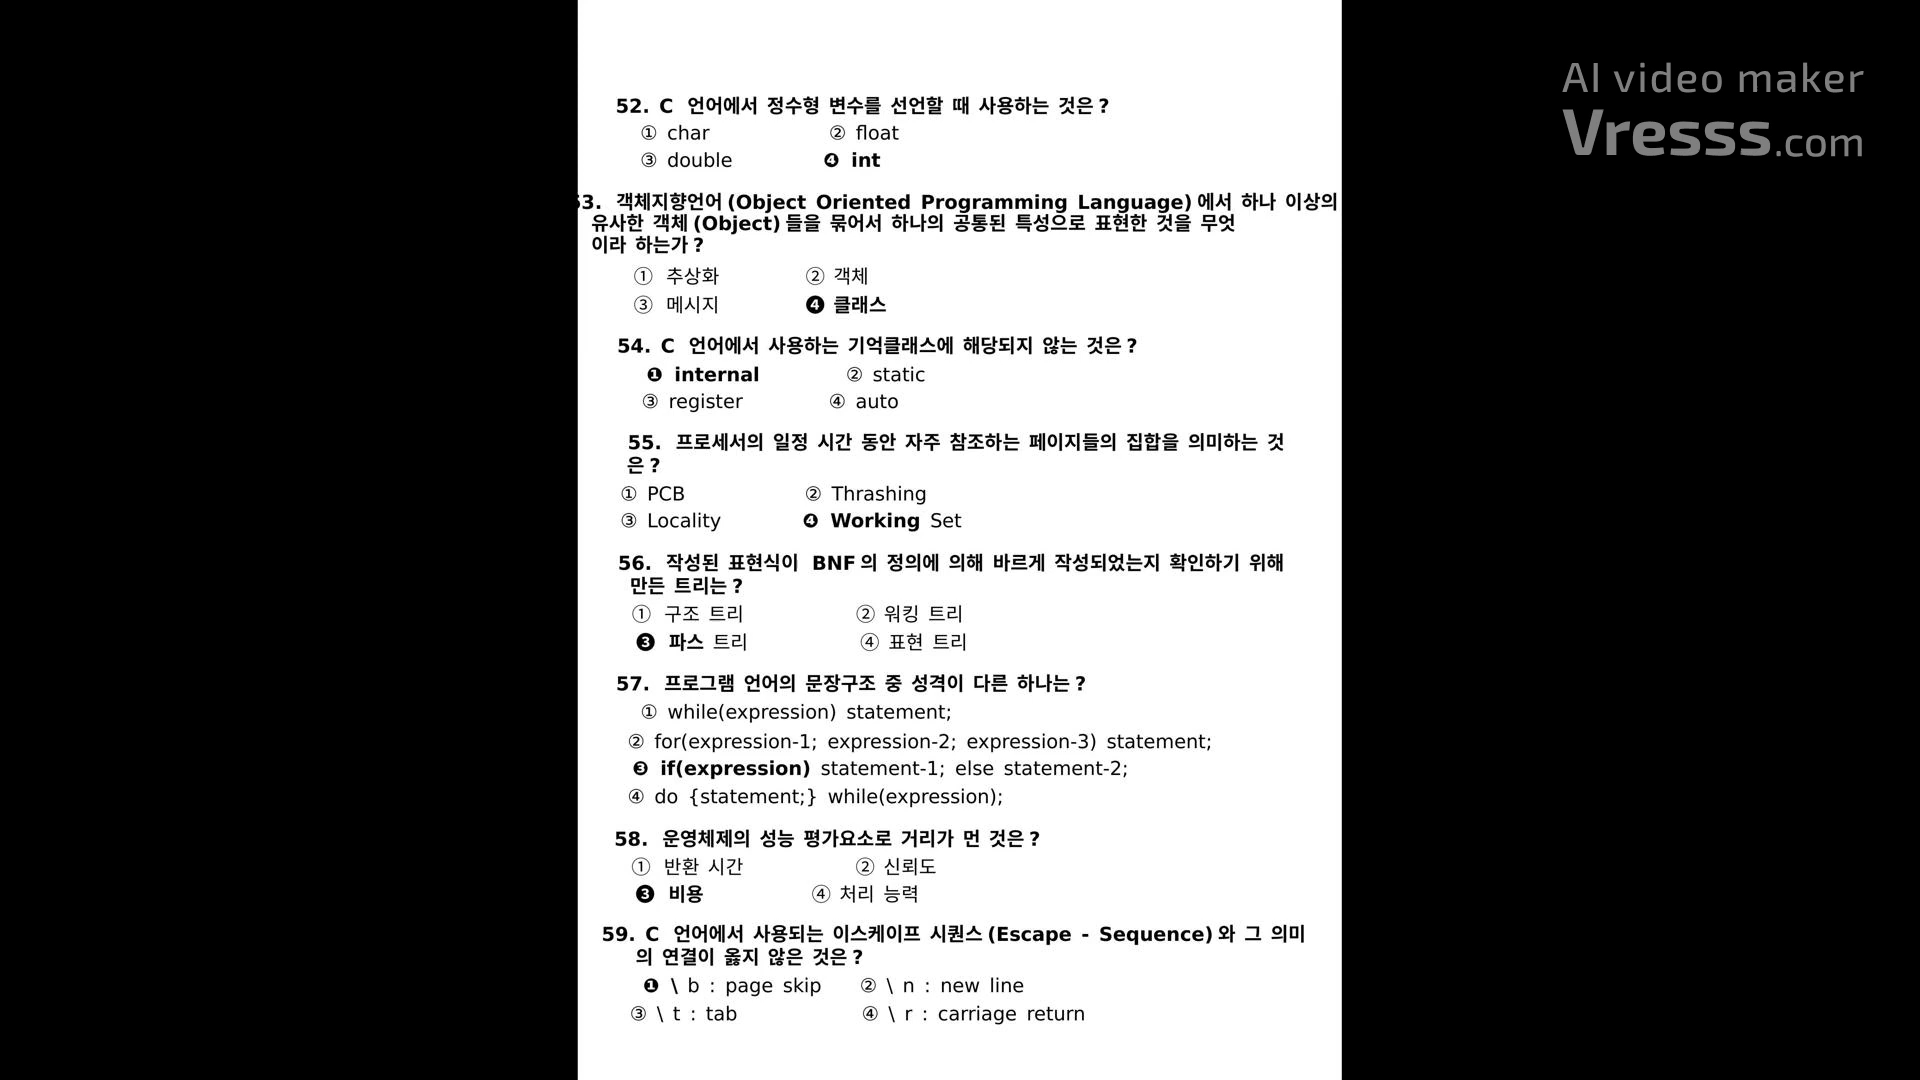 AI video maker
Vresss.com
52. C 언어에서 정수형 변수를 선언할 때 사용하는 것은?
① char ② float
③ double ❹ int
53. 객체지향언어(Object Oriented Programming Language)에서 하나 이상의
유사한 객체(Object)들을 묶어서 하나의 공통된 특성으로 표현한 것을 무엇
이라 하는가?
① 추상화 ② 객체
③ 메시지 ❹ 클래스
54. C 언어에서 사용하는 기억클래스에 해당되지 않는 것은?
❶ internal ② static
③ register ④ auto
55. 프로세서의 일정 시간 동안 자주 참조하는 페이지들의 집합을 의미하는 것
은?
① PCB ② Thrashing
③ Locality ❹ Working Set
56. 작성된 표현식이 BNF의 정의에 의해 바르게 작성되었는지 확인하기 위해
만든 트리는?
① 구조 트리 ② 워킹 트리
❸ 파스 트리 ④ 표현 트리
57. 프로그램 언어의 문장구조 중 성격이 다른 하나는?
① while(expression) statement;
② for(expression-1; expression-2; expression-3) statement;
❸ if(expression) statement-1; else statement-2;
④ do {statement;} while(expression);
58. 운영체제의 성능 평가요소로 거리가 먼 것은?
① 반환 시간 ② 신뢰도
❸ 비용 ④ 처리 능력
59. C 언어에서 사용되는 이스케이프 시퀀스(Escape - Sequence)와 그 의미
의 연결이 옳지 않은 것은?
❶ \ b : page skip ② \ n : new line
③ \ t : tab ④ \ r : carriage return